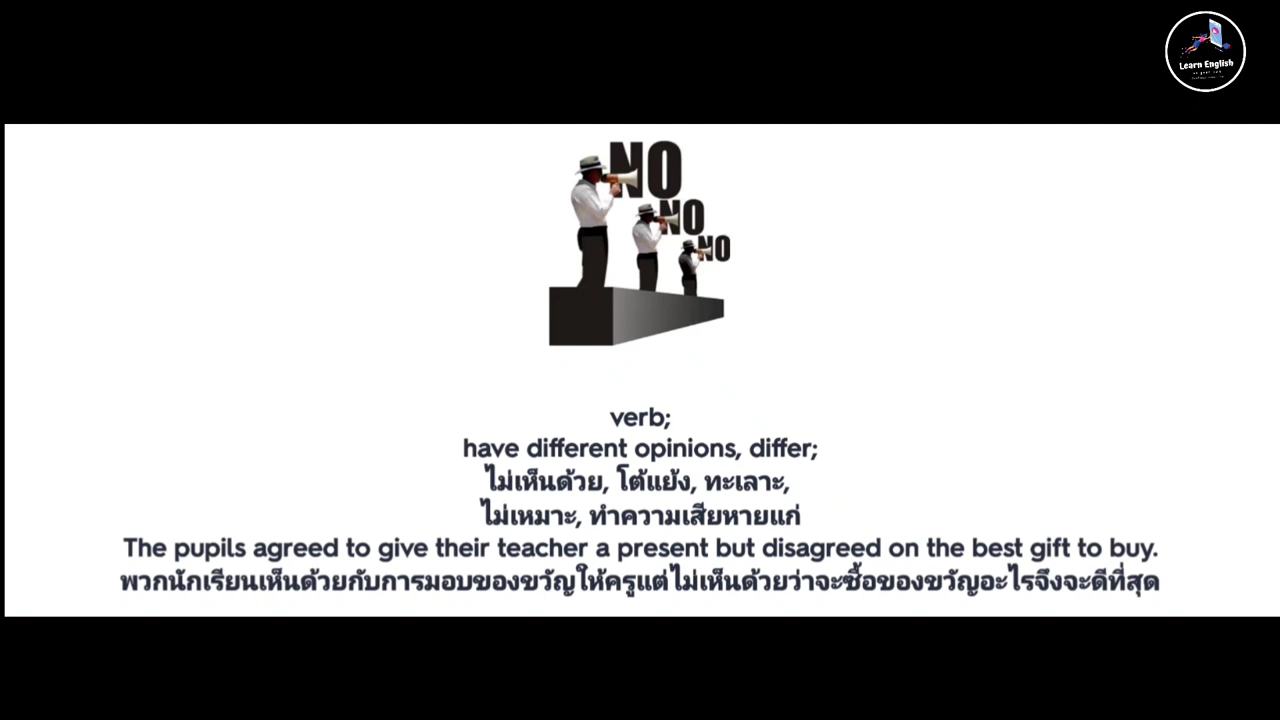 Learn English
NO
NO
NO
verb;
have different opinions, differ;
ไม่เห็นด้วย, โต้แย้ง, ทะเลาะ,
ไม่เหมาะ, ทำความเสียหายแก่
The pupils agreed to give their teacher a present but disagreed on the best gift to buy.
พวกนักเรียนเห็นด้วยกับการมอบของขวัญให้ครูแต่ไม่เห็นด้วยว่าจะซื้อของขวัญอะไรจึงจะดีที่สุด